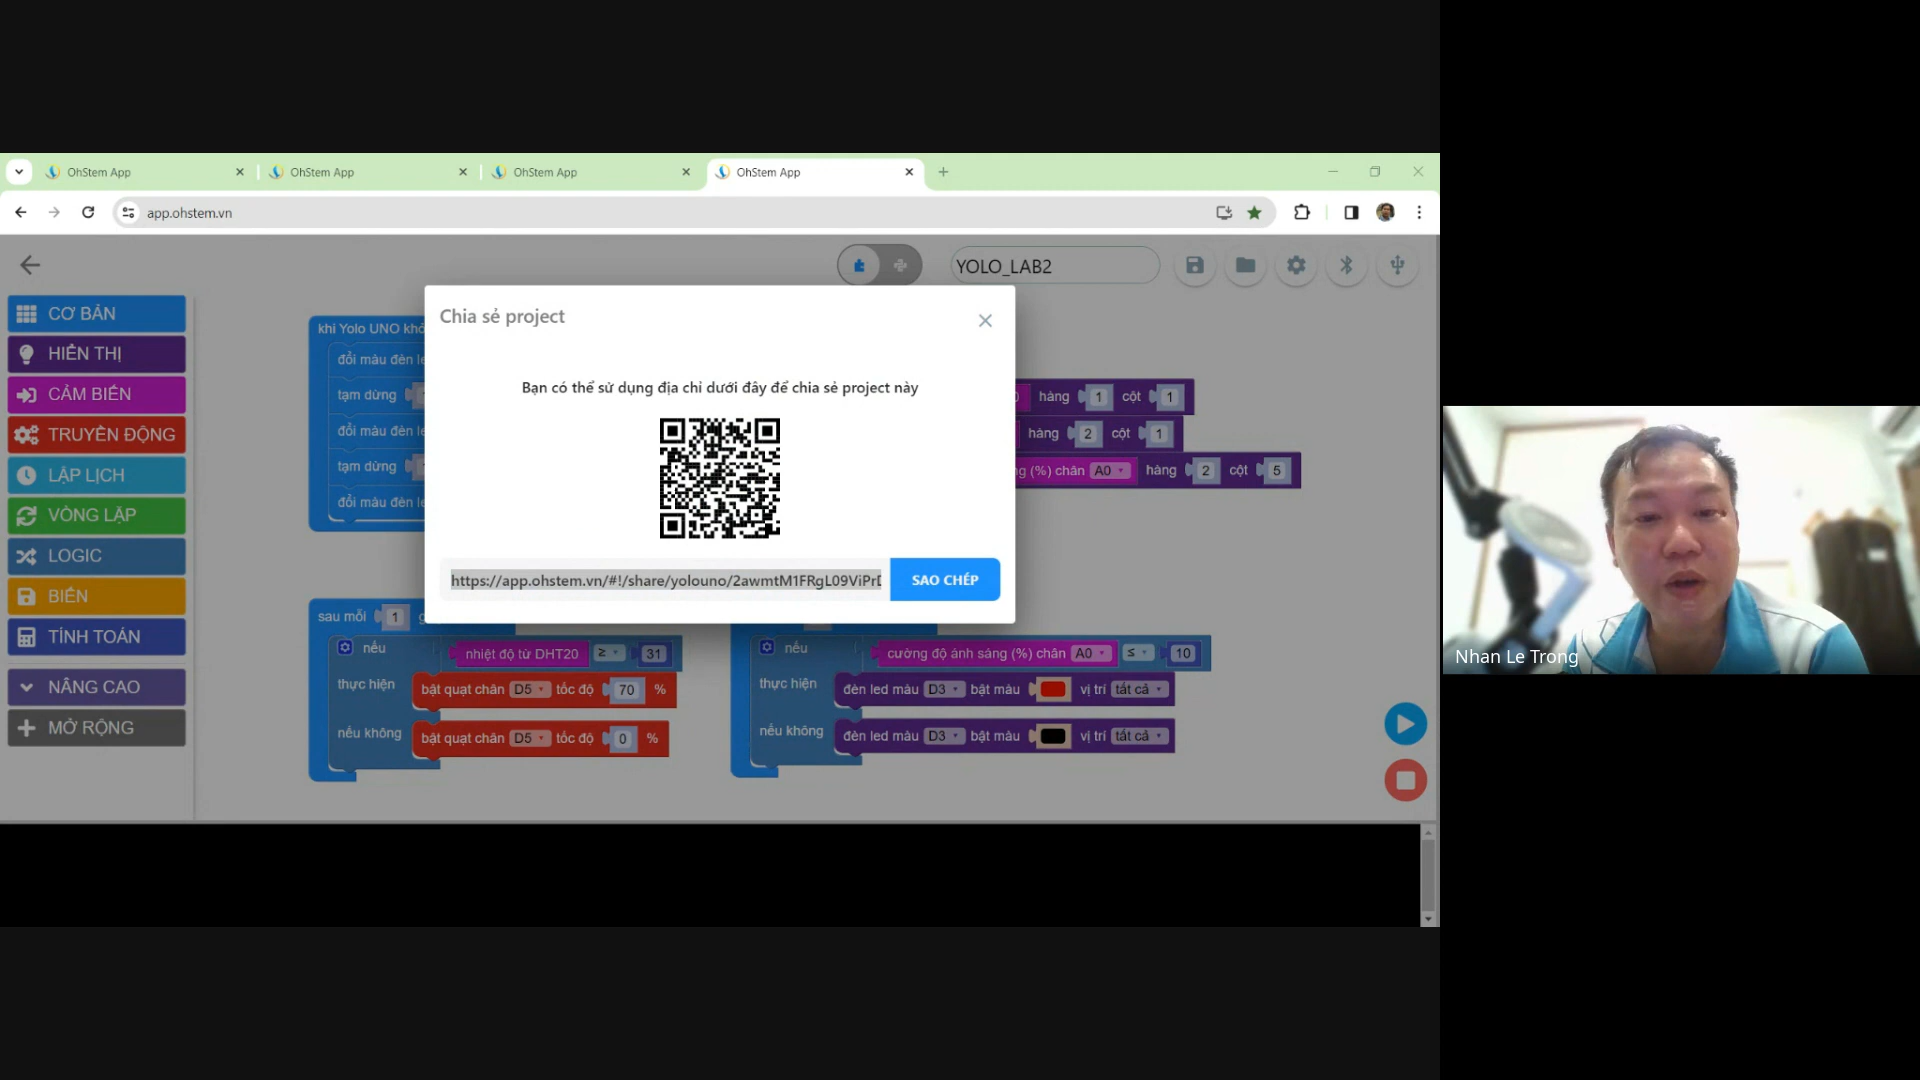 OhStem App
OhStem App
OhStem App
OhStem App
app.ohstem.vn
YOLO_LAB2
CƠ BẢN
HIỂN THỊ
CẢM BIẾN
TRUYỀN ĐỘNG
LẬP LỊCH
VÒNG LẶP
LOGIC
BIẾN
TÍNH TOÁN
NÂNG CAO
MỞ RỘNG
khi Yolo UNO
đổi màu đèn
tạm dừng
đổi màu đèn
tạm dừng
đổi màu đèn
Chia sẻ project
Bạn có thể sử dụng địa chỉ dưới đây để chia sẻ project này
https://app.ohstem.vn/#!/share/yolouno/2awmtM1FRgL09ViPr
SAO CHÉP
hàng 1 cột 1
hàng 2 cột 1
(%) chân A0 hàng 2 cột 5
sau mỗi 1
nếu nhiệt độ từ DHT20 ≥ 31
thực hiện bật quạt chân D5 tốc độ 70 %
nếu không bật quạt chân D5 tốc độ 0 %
nếu cường độ ánh sáng (%) chân A0 ≤ 10
thực hiện đèn led màu D3 bật màu vị trí tất cả
nếu không đèn led màu D3 bật màu vị trí tất cả
Nhan Le Trong